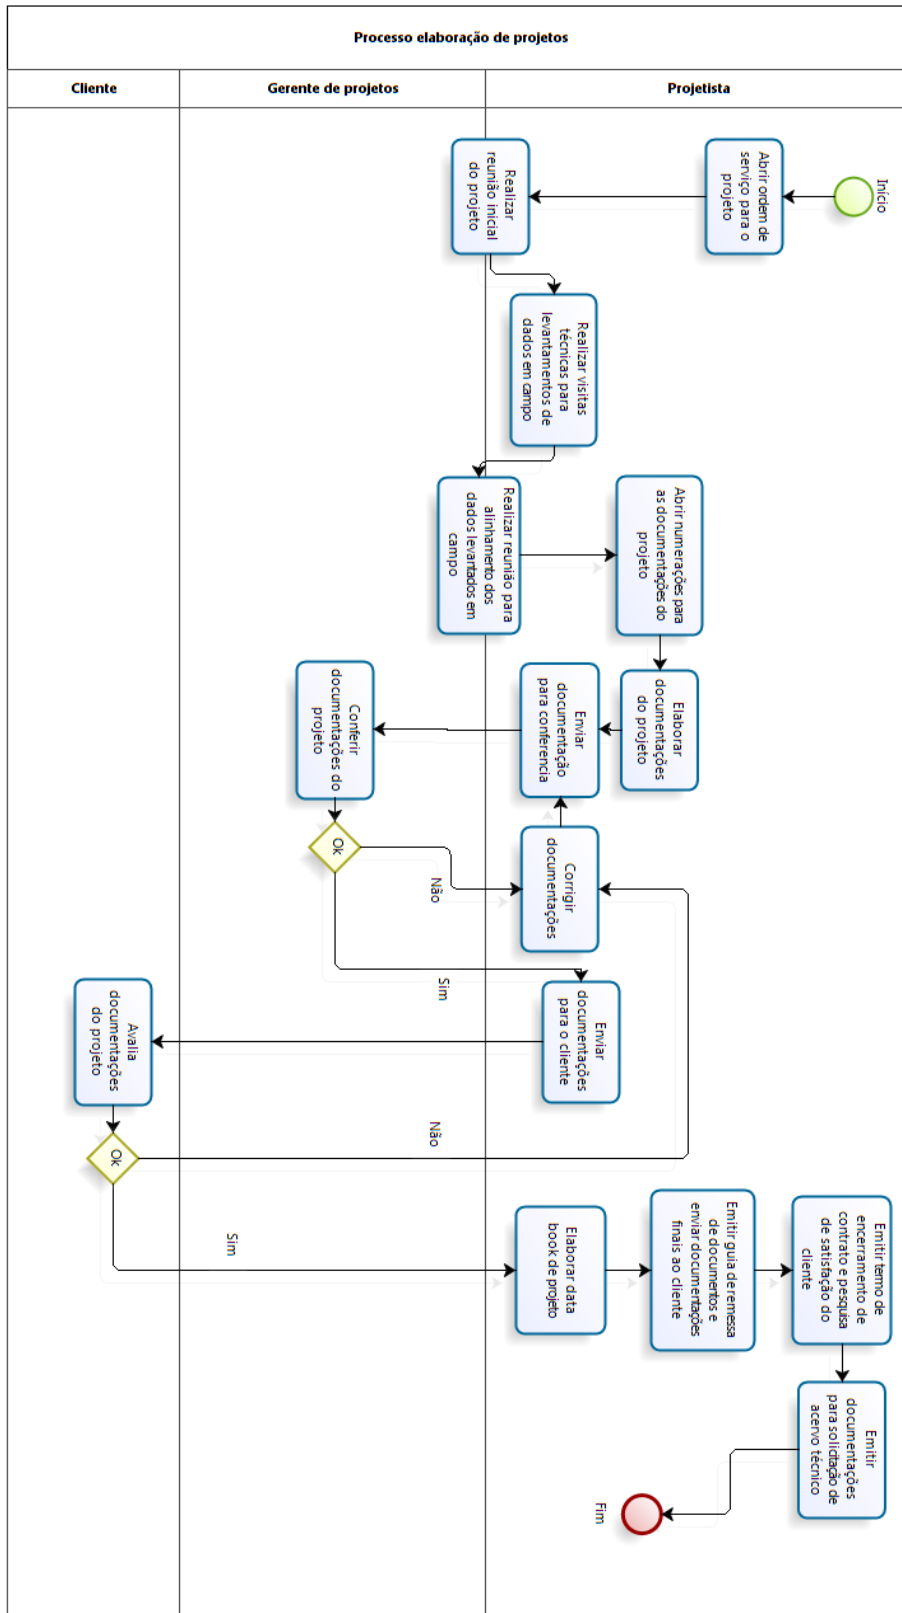 Processo elaboração de projetos
Cliente
Gerente de projetos
Projetista
Início
Abrir ordem de
serviço para o
projeto
Realizar
reunião inicial
do projeto
Realizar visitas
técnicas para
levantamentos de
dados em campo
Realizar reunião para
alinhamento dos
dados levantados em
campo
Abrir numerações para
as documentações do
projeto
Elaborar
documentações
do projeto
Enviar
documentação
para conferencia
Conferir
documentações do
projeto
Ok
Não
Corrigir
documentações
Sim
Enviar
documentações
para o cliente
Avalia
documentações
do projeto
Ok
Não
Sim
Elaborar data
book de projeto
Emitir guia de remessa
de documentos e
enviar documentações
finais ao cliente
Emitir termo de
encerramento de
contrato e pesquisa
de satisfação do
cliente
Emitir
documentações
para solicitação de
acervo técnico
Fim